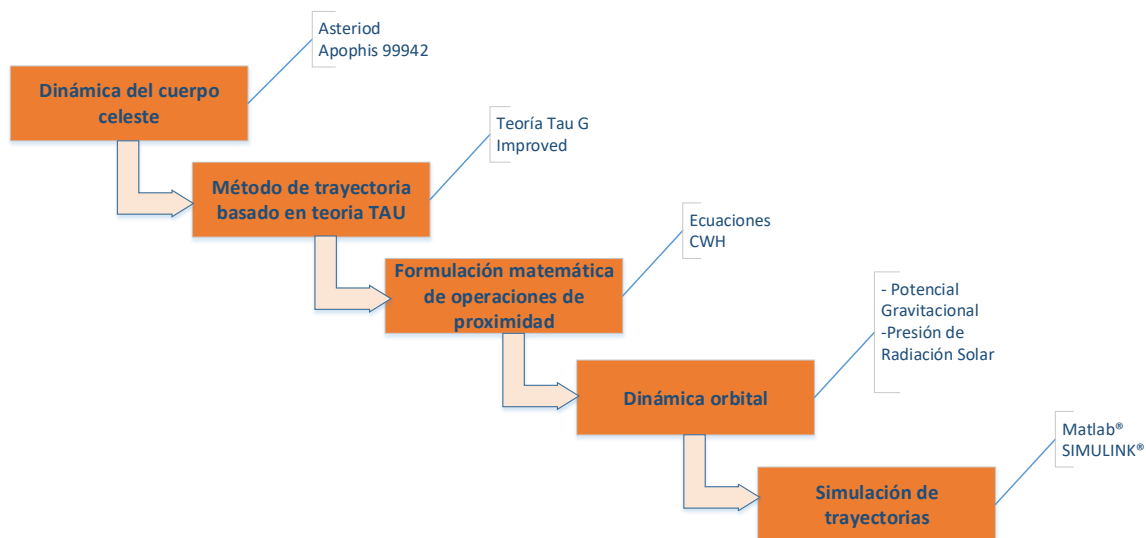 Asteriod
Apophis 99942
Dinámica del cuerpo
celeste
Teoría Tau G
Improved
Método de trayectoria
basado en teoria TAU
Ecuaciones
CWH
Formulación matemática
de operaciones de
proximidad
- Potencial
Gravitacional
-Presión de
Radiación Solar
Dinámica orbital
Matlab®
SIMULINK®
Simulación de
trayectorias